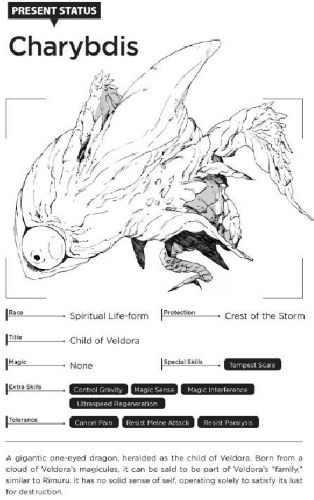 PRESENT STATUS
Charybdis
Race Spiritual Life-form Protection Crest of the Storm
Title Child of Veldora
Magic None Special Skills Tempest Scale
Extra Skills Control Gravity Magic Sense Magic Interference
Ultraspeed Regeneration
Tolerance Cancel Pain Resist Melee Attack Resist Paralysis
A gigantic one-eyed dragon, heralded as the child of Veldora. Born from a
cloud of Veldora's magicules, it can be said to be part of Veldora's "family,"
similar to Rimuru. It has no solid sense of self, operating solely to satisfy its lust
for destruction.